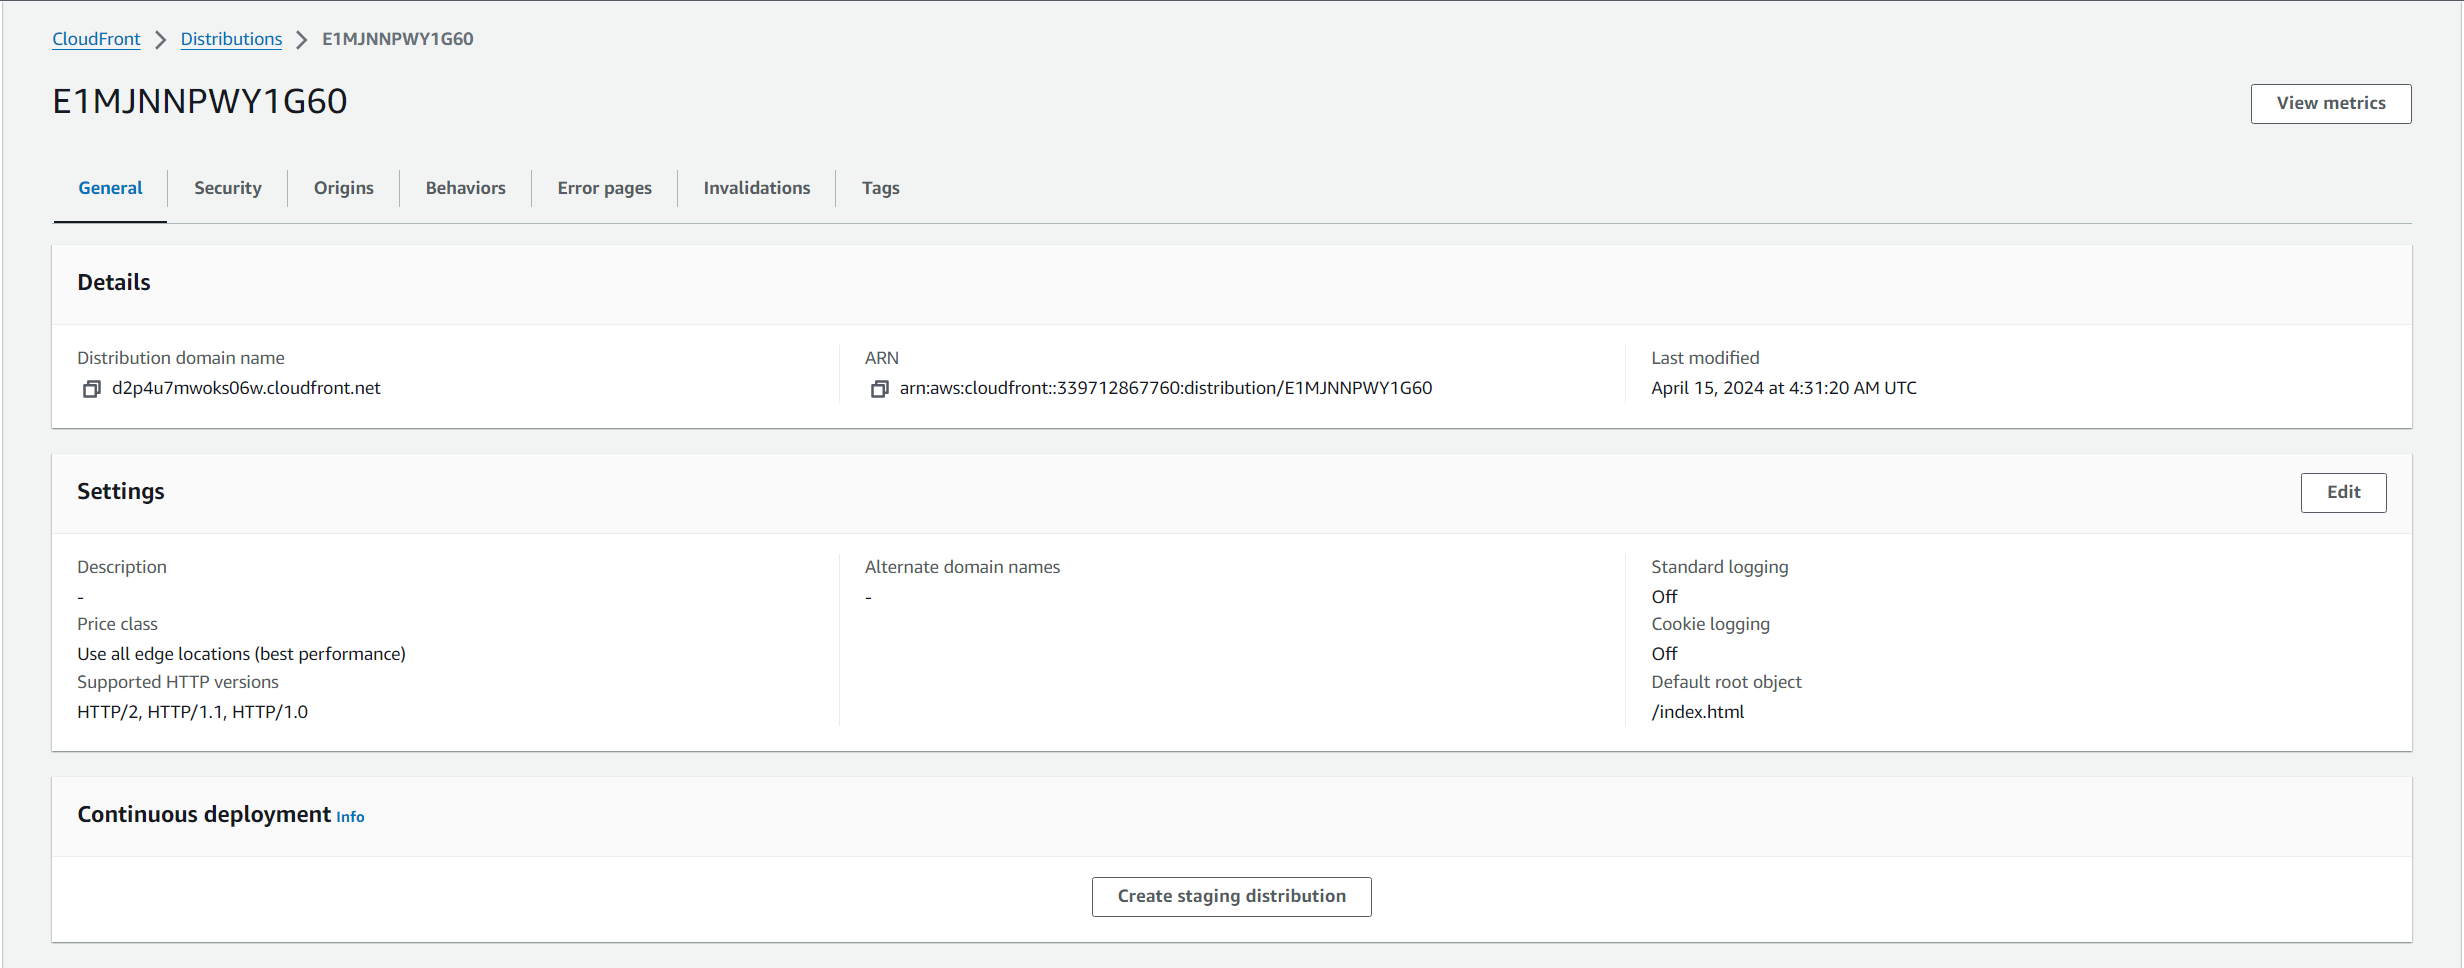 CloudFront > Distributions > E1MJNNPWY1G60
E1MJNNPWY1G60
View metrics
General
Security
Origins
Behaviors
Error pages
Invalidations
Tags
Details
Distribution domain name
d2p4u7mwoks06w.cloudfront.net
ARN
arn:aws:cloudfront::339712867760:distribution/E1MJNNPWY1G60
Last modified
April 15, 2024 at 4:31:20 AM UTC
Settings
Edit
Description
-
Price class
Use all edge locations (best performance)
Supported HTTP versions
HTTP/2, HTTP/1.1, HTTP/1.0
Alternate domain names
-
Standard logging
Off
Cookie logging
Off
Default root object
/index.html
Continuous deployment Info
Create staging distribution